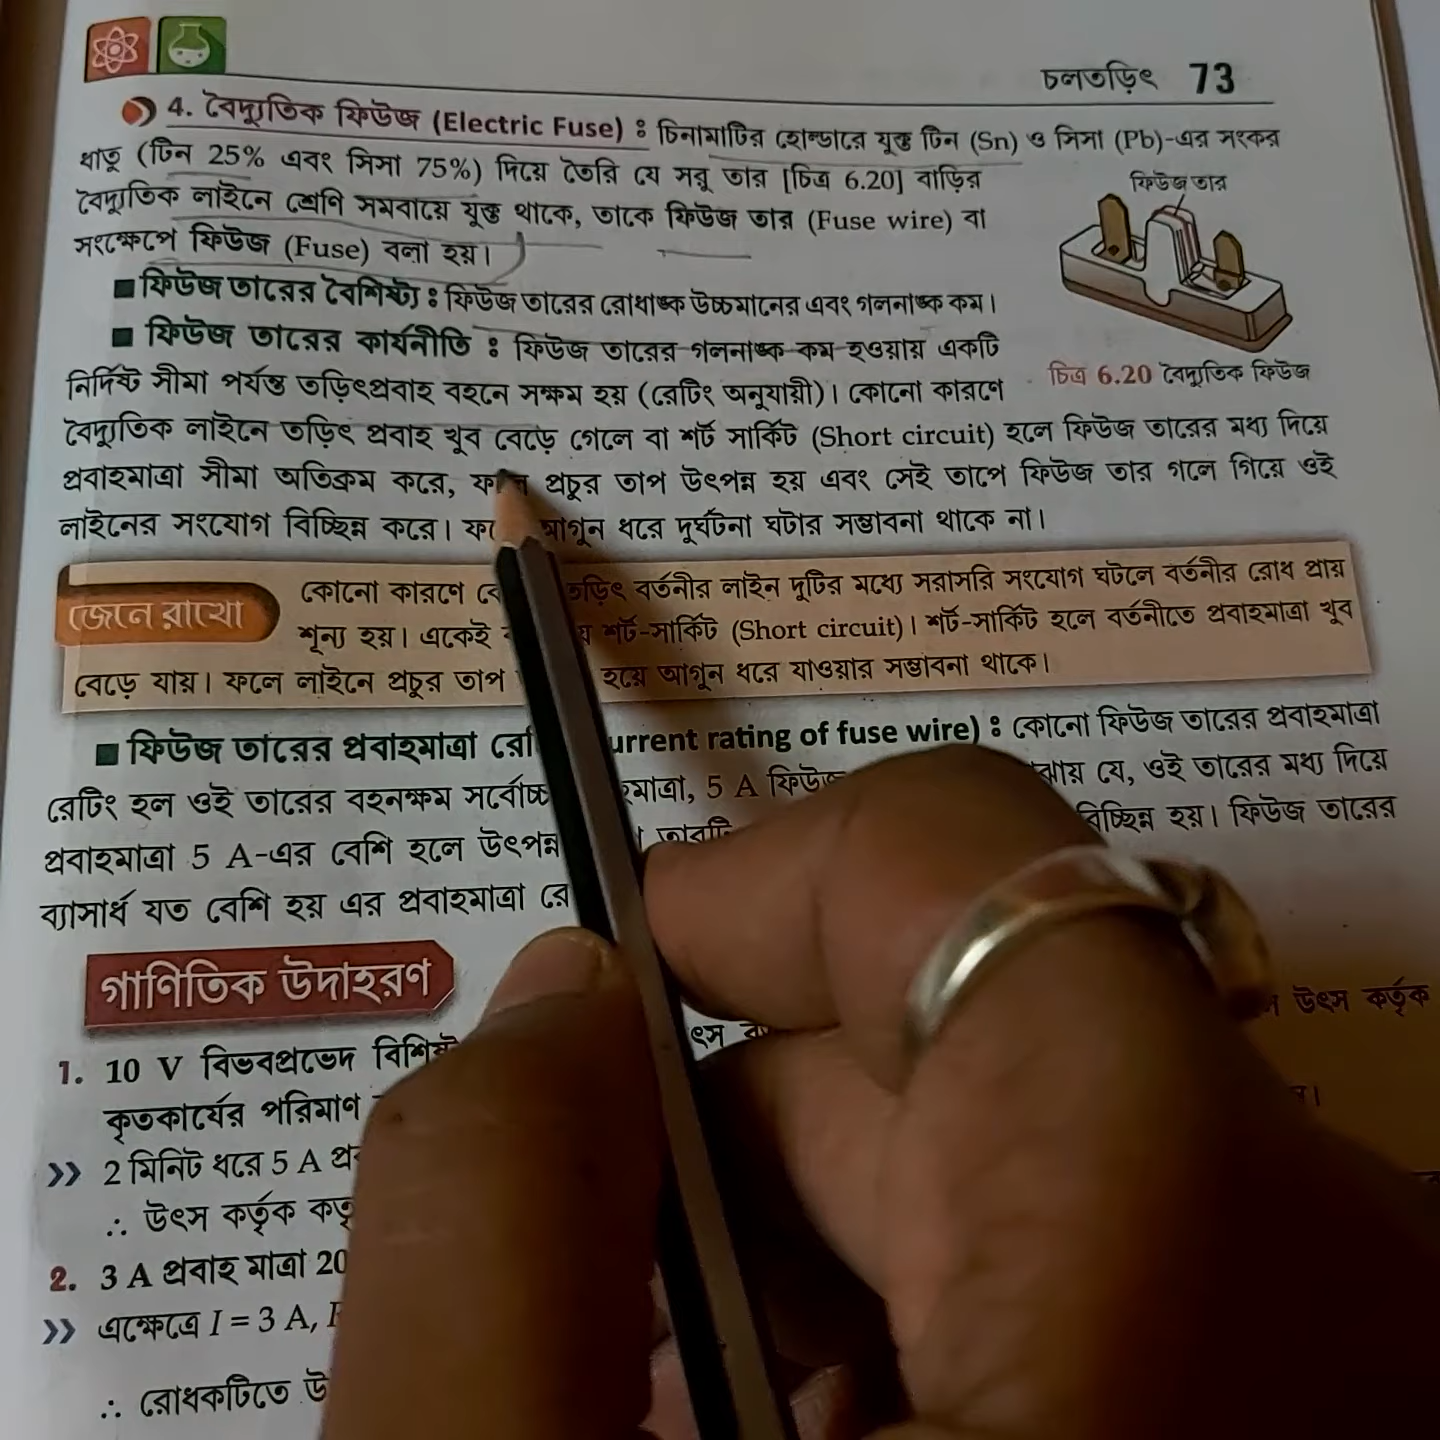 চলতড়িৎ 73
4. বৈদ্যুতিক ফিউজ (Electric Fuse) : চিনামাটির হোল্ডারে যুক্ত টিন (Sn) ও সিসা (Pb)-এর সংকর
ধাতু (টিন 25% এবং সিসা 75%) দিয়ে তৈরি যে সরু তার [চিত্র 6.20] বাড়ির
বৈদ্যুতিক লাইনে শ্রেণি সমবায়ে যুক্ত থাকে, তাকে ফিউজ তার (Fuse wire) বা
সংক্ষেপে ফিউজ (Fuse) বলা হয়।
ফিউজ তার
■ ফিউজ তারের বৈশিষ্ট্য : ফিউজ তারের রোধাঙ্ক উচ্চমানের এবং গলনাঙ্ক কম।
■ ফিউজ তারের কার্যনীতি : ফিউজ তারের গলনাঙ্ক কম হওয়ায় একটি
নির্দিষ্ট সীমা পর্যন্ত তড়িৎপ্রবাহ বহনে সক্ষম হয় (রেটিং অনুযায়ী)। কোনো কারণে
চিত্র 6.20 বৈদ্যুতিক ফিউজ
বৈদ্যুতিক লাইনে তড়িৎ প্রবাহ খুব বেড়ে গেলে বা শর্ট সার্কিট (Short circuit) হলে ফিউজ তারের মধ্য দিয়ে
প্রবাহমাত্রা সীমা অতিক্রম করে, প্রচুর তাপ উৎপন্ন হয় এবং সেই তাপে ফিউজ তার গলে গিয়ে ওই
লাইনের সংযোগ বিচ্ছিন্ন করে। আগুন ধরে দুর্ঘটনা ঘটার সম্ভাবনা থাকে না।
জেনে রাখো
কোনো কারণে তড়িৎ বর্তনীর লাইন দুটির মধ্যে সরাসরি সংযোগ ঘটলে বর্তনীর রোধ প্রায়
শূন্য হয়। একেই শর্ট-সার্কিট (Short circuit)। শর্ট-সার্কিট হলে বর্তনীতে প্রবাহমাত্রা খুব
বেড়ে যায়। ফলে লাইনে প্রচুর তাপ হয়ে আগুন ধরে যাওয়ার সম্ভাবনা থাকে।
■ ফিউজ তারের প্রবাহমাত্রা rating of fuse wire) : কোনো ফিউজ তারের প্রবাহমাত্রা
রেটিং হল ওই তারের বহনক্ষম সর্বোচ্চ 5 A যে, ওই তারের মধ্য দিয়ে
প্রবাহমাত্রা 5 A-এর বেশি হলে উৎপন্ন বিচ্ছিন্ন হয়। ফিউজ তারের
ব্যাসার্ধ যত বেশি হয় এর প্রবাহমাত্রা
গাণিতিক উদাহরণ
1. 10 V বিভবপ্রভেদ উৎস কর্তৃক
কৃতকার্যের পরিমাণ
>> 2 মিনিট ধরে 5 A
∴ উৎস কর্তৃক
2. 3 A প্রবাহ মাত্রা
>> এক্ষেত্রে I = 3 A,
∴ রোধকটিতে